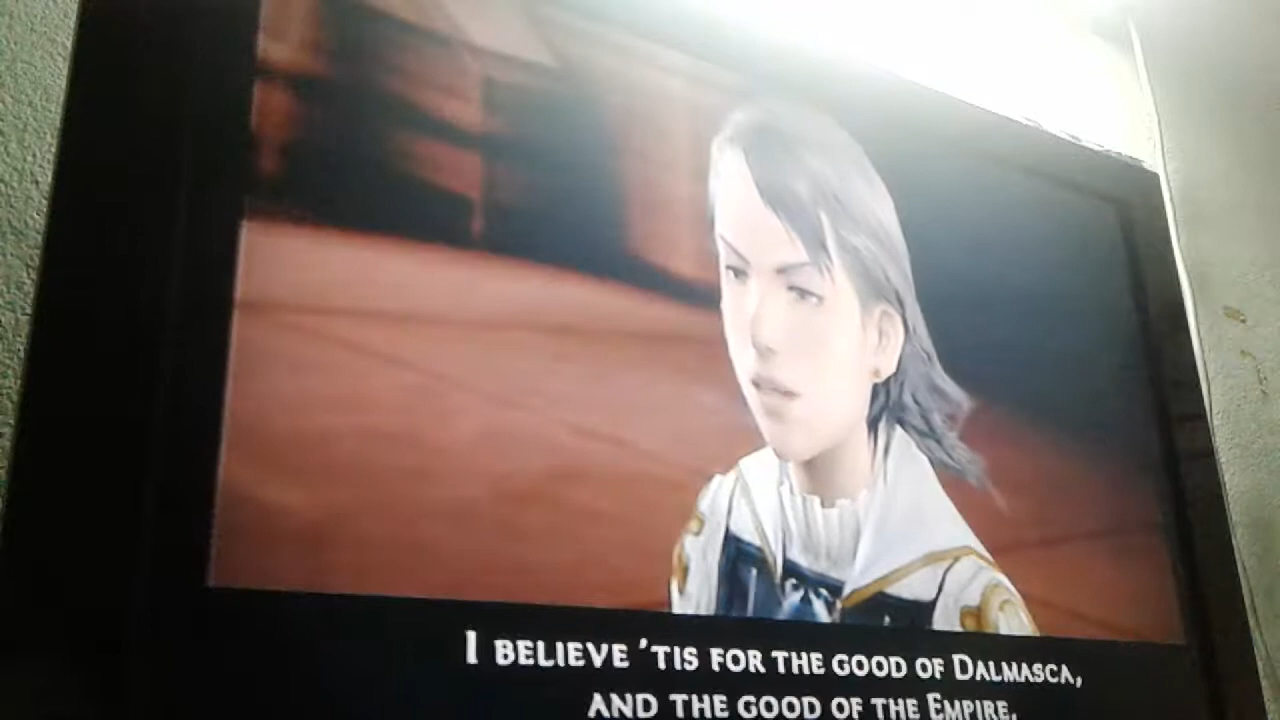 I BELIEVE 'TIS FOR THE GOOD OF DALMASCA,
AND THE GOOD OF THE EMPIRE.